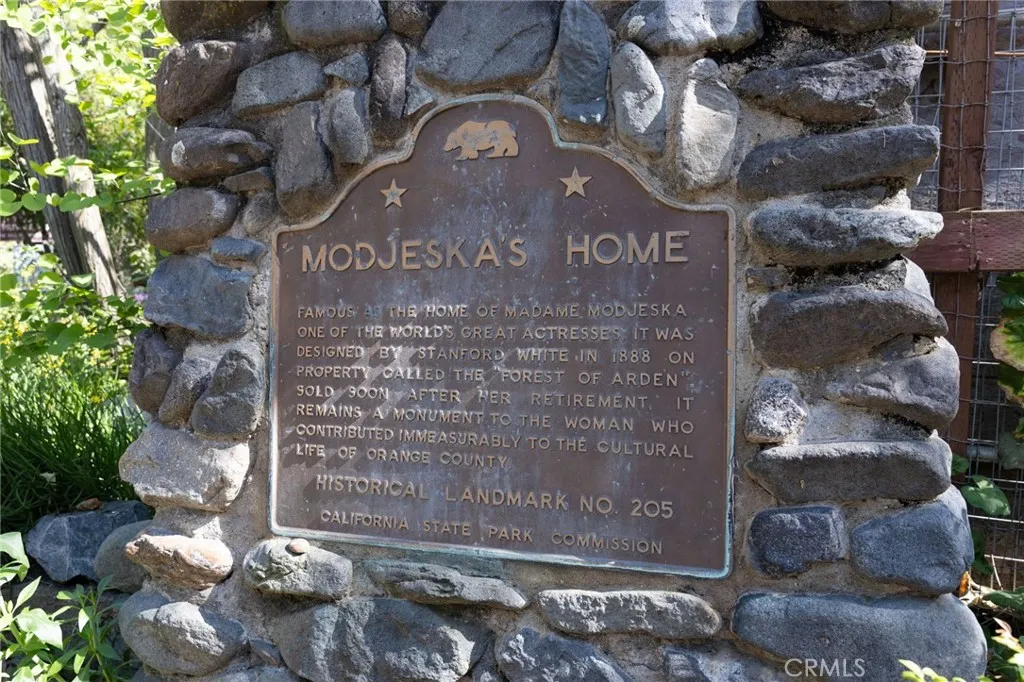 MODJESKA'S HOME
FAMOUS AS THE HOME OF MADAME MODJESKA
ONE OF THE WORLD'S GREAT ACTRESSES. IT WAS
DESIGNED BY STANFORD WHITE IN 1888 ON
PROPERTY CALLED THE "FOREST OF ARDEN"
SOLD SOON AFTER HER RETIREMENT IT
REMAINS A MONUMENT TO THE WOMAN WHO
CONTRIBUTED IMMEASURABLY TO THE CULTURAL
LIFE OF ORANGE COUNTY
HISTORICAL LANDMARK NO. 205
CALIFORNIA STATE PARK COMMISSION
CRMLS